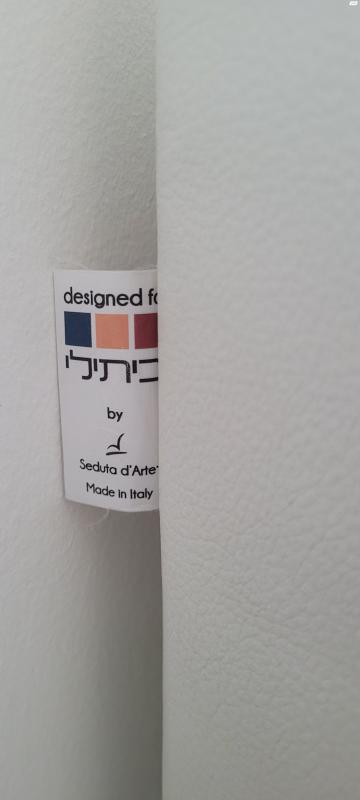 designed fo
ביתילי
by
Seduta d'Arte
Made in Italy